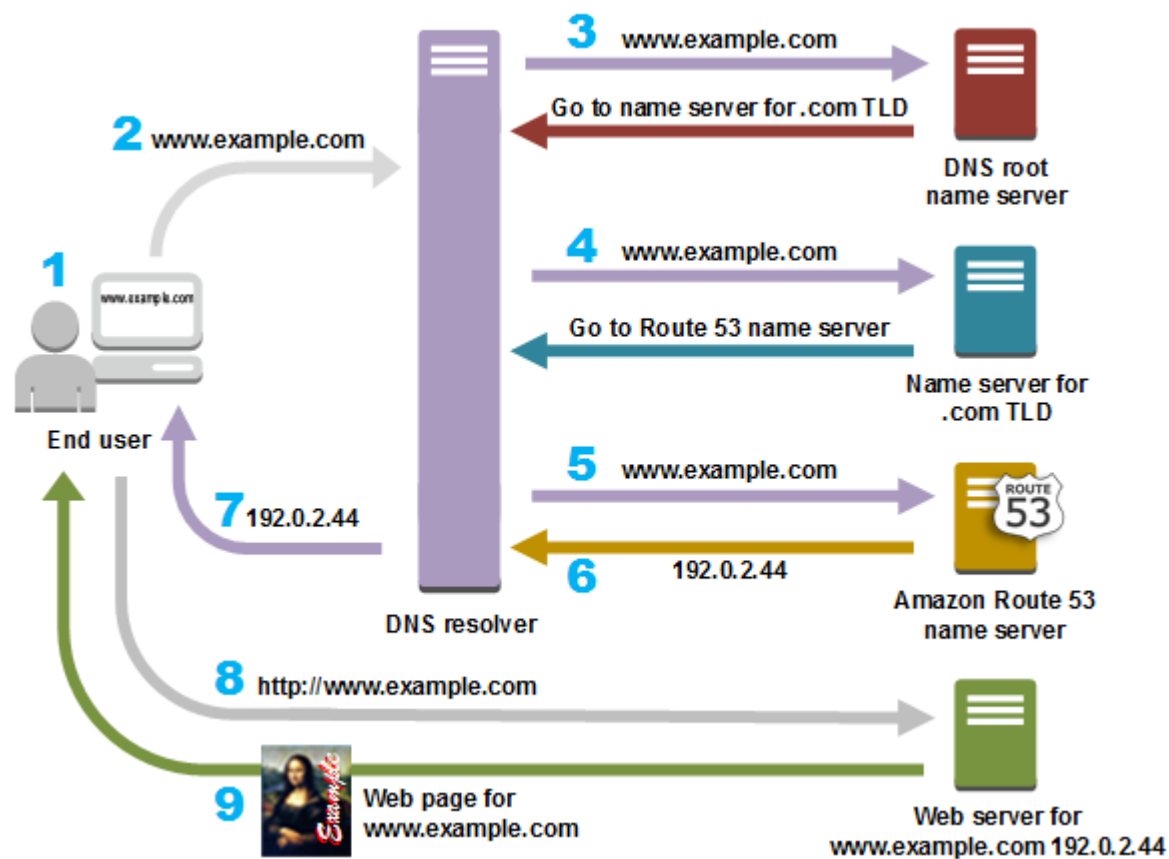 3 www.example.com
Go to name server for .com TLD
DNS root
name server
2 www.example.com
1
www.example.com
End user
4 www.example.com
Go to Route 53 name server
Name server for
.com TLD
5 www.example.com
ROUTE
53
6 192.0.2.44
Amazon Route 53
name server
7 192.0.2.44
DNS resolver
8 http://www.example.com
9
Example
Web page for
www.example.com
Web server for
www.example.com 192.0.2.44